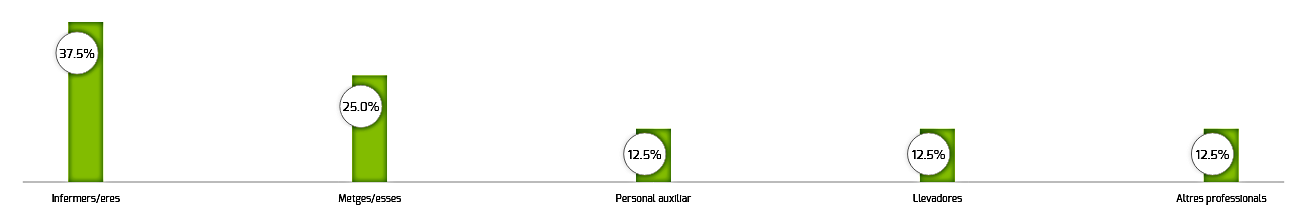 37.5%
25.0%
12.5%
12.5%
12.5%
Infermers/eres
Metges/esses
Personal auxiliar
Llevadores
Altres professionals